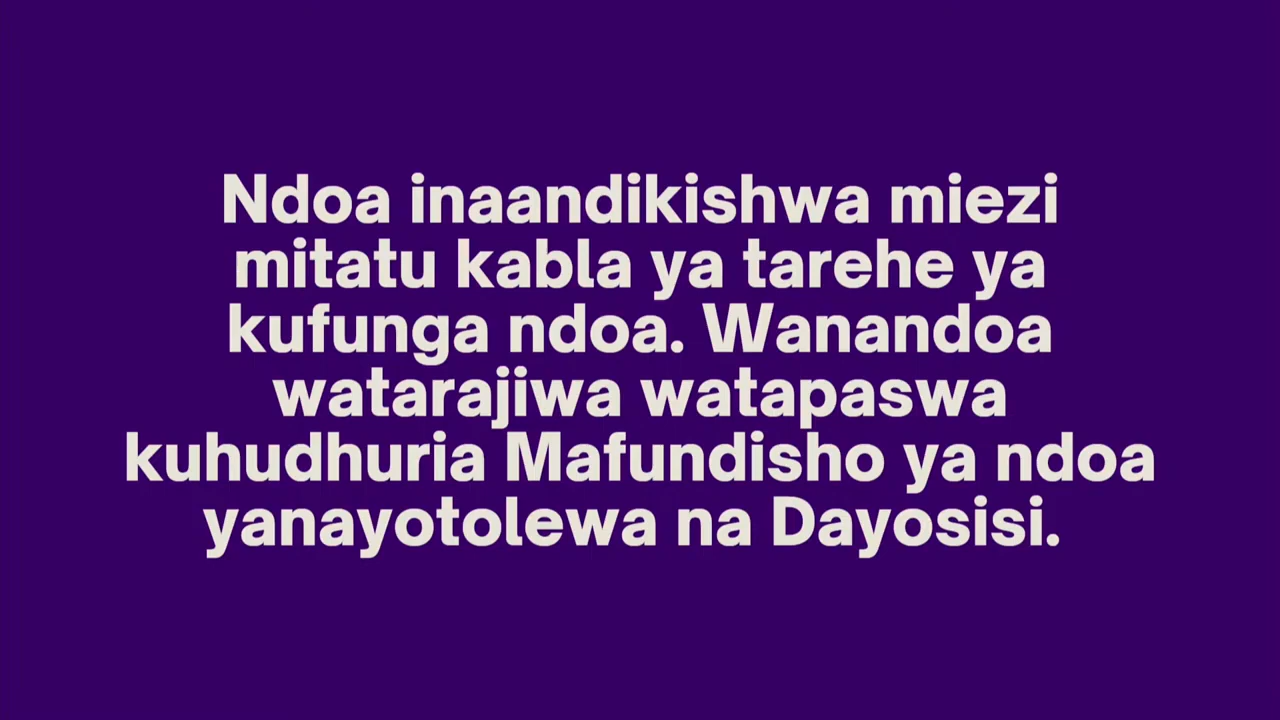 Ndoa inaandikishwa miezi
mitatu kabla ya tarehe ya
kufunga ndoa. Wanandoa
watarajiwa watapaswa
kuhudhuria Mafundisho ya ndoa
yanayotolewa na Dayosisi.